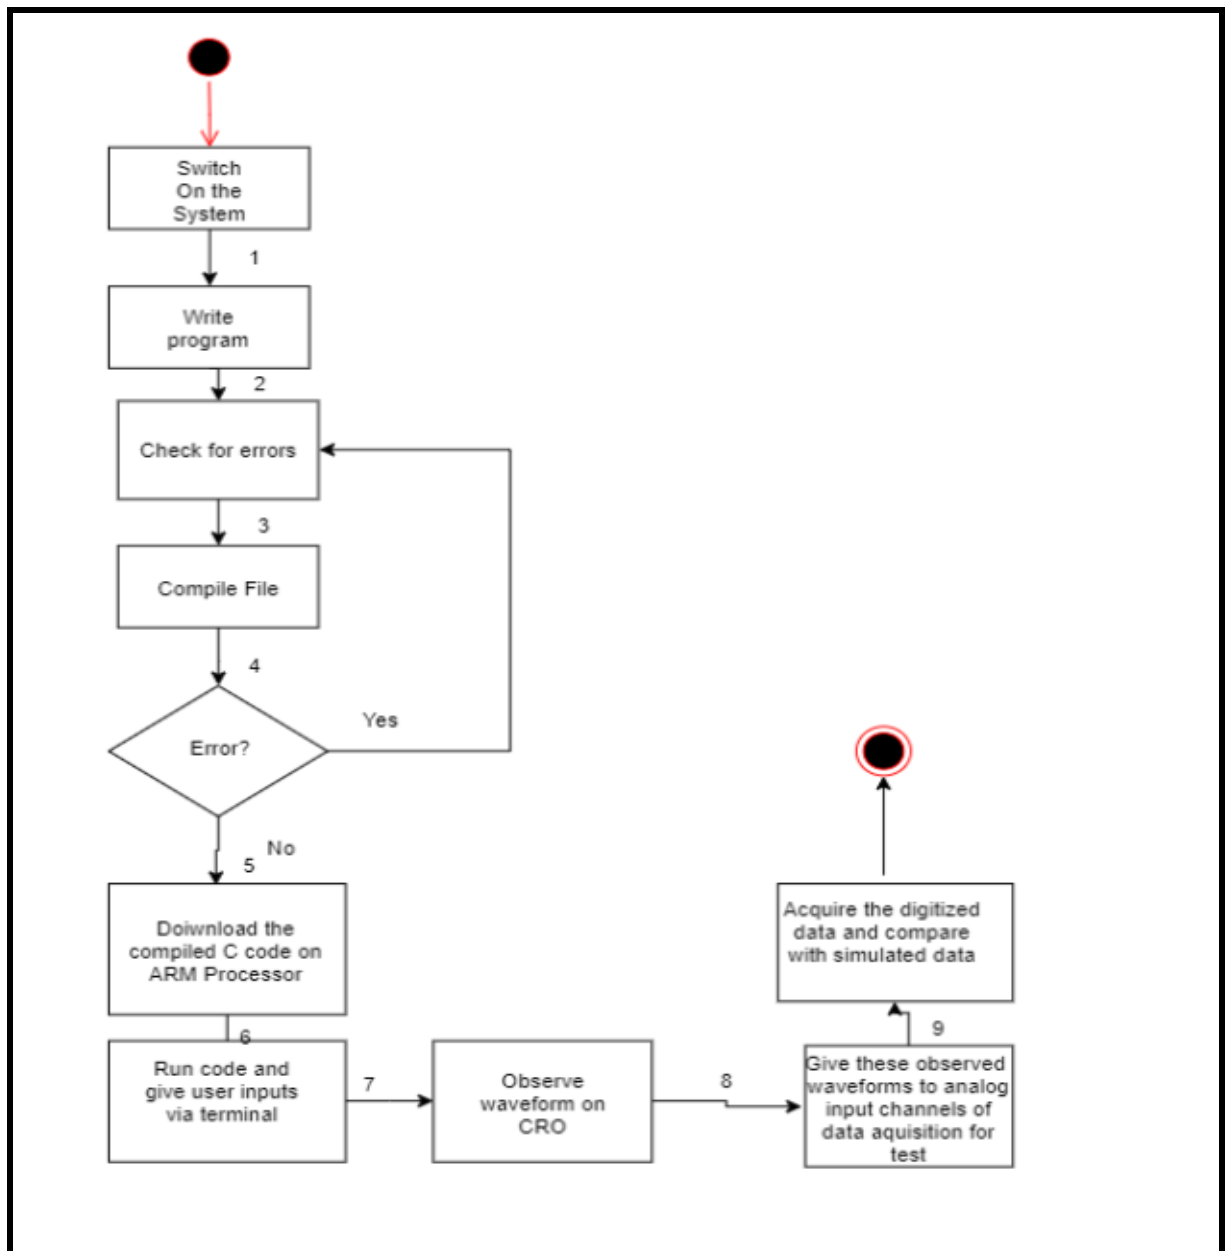 Switch
On the
System
1
Write
program
2
Check for errors
3
Compile File
4
Yes
Error?
No
5
Doiwnload the
compiled C code on
ARM Processor
6
Run code and
give user inputs
via terminal
7
Observe
waveform on
CRO
8
Give these observed
waveforms to analog
input channels of
data aquisition for
test
9
Acquire the digitized
data and compare
with simulated data